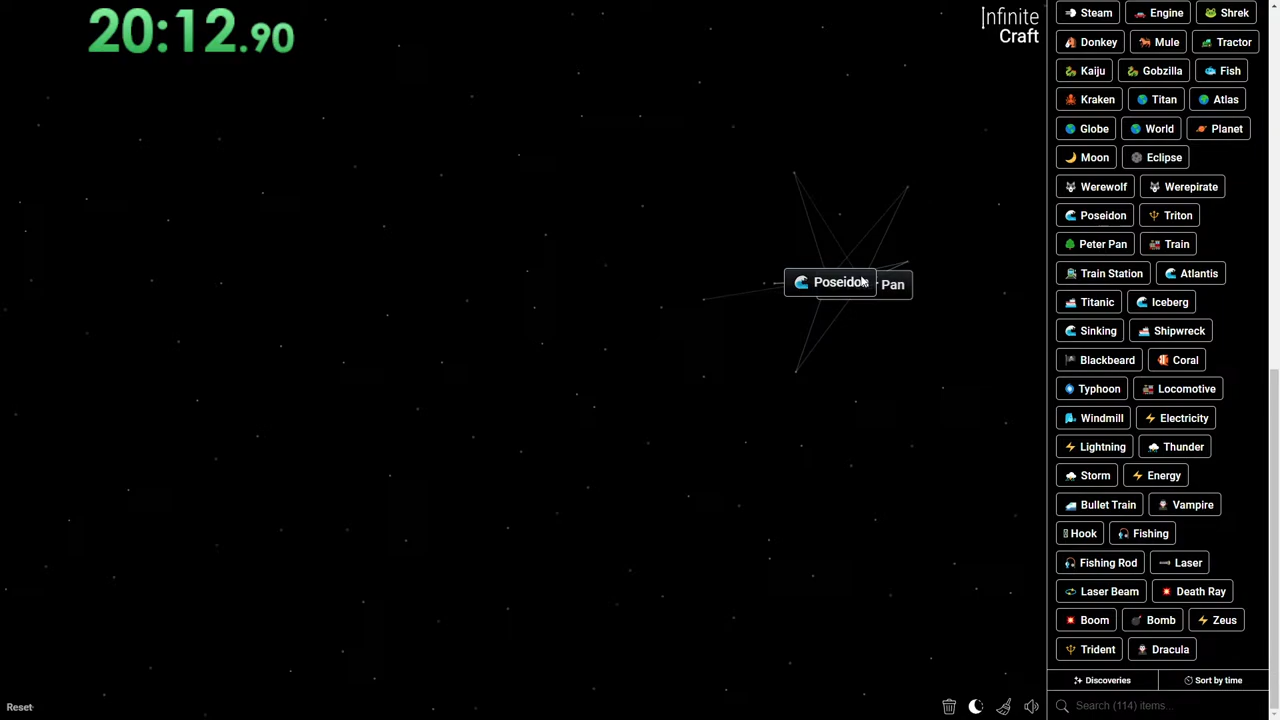 20:12.90
Infinite
Craft
Steam Engine Shrek
Donkey Mule Tractor
Kaiju Gobzilla Fish
Kraken Titan Atlas
Globe World Planet
Moon Eclipse
Werewolf Werepirate
Poseidon Triton
Peter Pan Train
Train Station Atlantis
Poseidon Pan
Titanic Iceberg
Sinking Shipwreck
Blackbeard Coral
Typhoon Locomotive
Windmill Electricity
Lightning Thunder
Storm Energy
Bullet Train Vampire
Hook Fishing
Fishing Rod Laser
Laser Beam Death Ray
Boom Bomb Zeus
Trident Dracula
Discoveries Sort by time
Reset
Search (114) items...